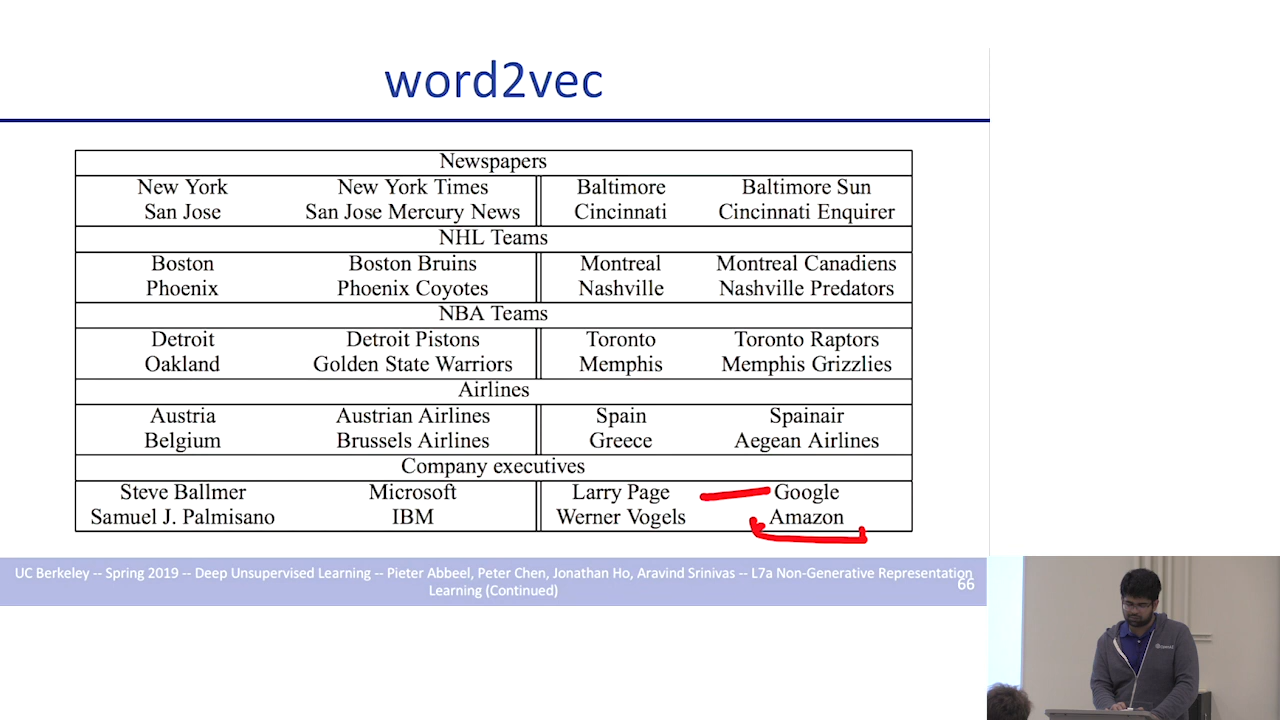 word2vec
Newspapers
New York New York Times Baltimore Baltimore Sun
San Jose San Jose Mercury News Cincinnati Cincinnati Enquirer
NHL Teams
Boston Boston Bruins Montreal Montreal Canadiens
Phoenix Phoenix Coyotes Nashville Nashville Predators
NBA Teams
Detroit Detroit Pistons Toronto Toronto Raptors
Oakland Golden State Warriors Memphis Memphis Grizzlies
Airlines
Austria Austrian Airlines Spain Spainair
Belgium Brussels Airlines Greece Aegean Airlines
Company executives
Steve Ballmer Microsoft Larry Page Google
Samuel J. Palmisano IBM Werner Vogels Amazon
UC Berkeley -- Spring 2019 -- Deep Unsupervised Learning -- Pieter Abbeel, Peter Chen, Jonathan Ho, Aravind Srinivas -- L7a Non-Generative Representation
Learning (Continued)
66